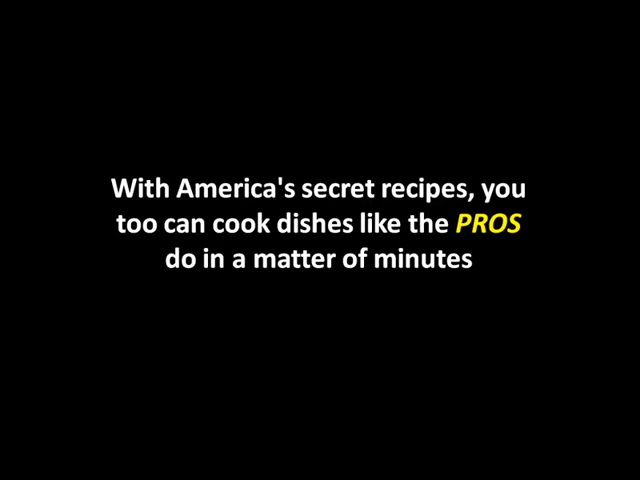 With America's secret recipes, you
too can cook dishes like the PROS
do in a matter of minutes